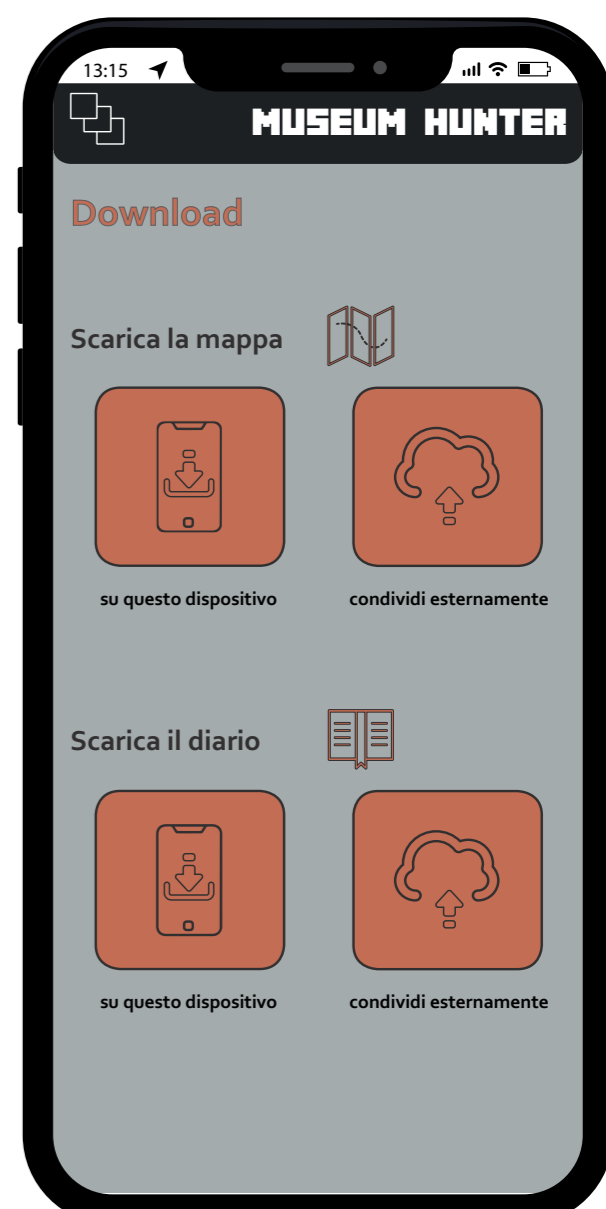 13:15
MUSEUM HUNTER
Download
Scarica la mappa
su questo dispositivo
condividi esternamente
Scarica il diario
su questo dispositivo
condividi esternamente